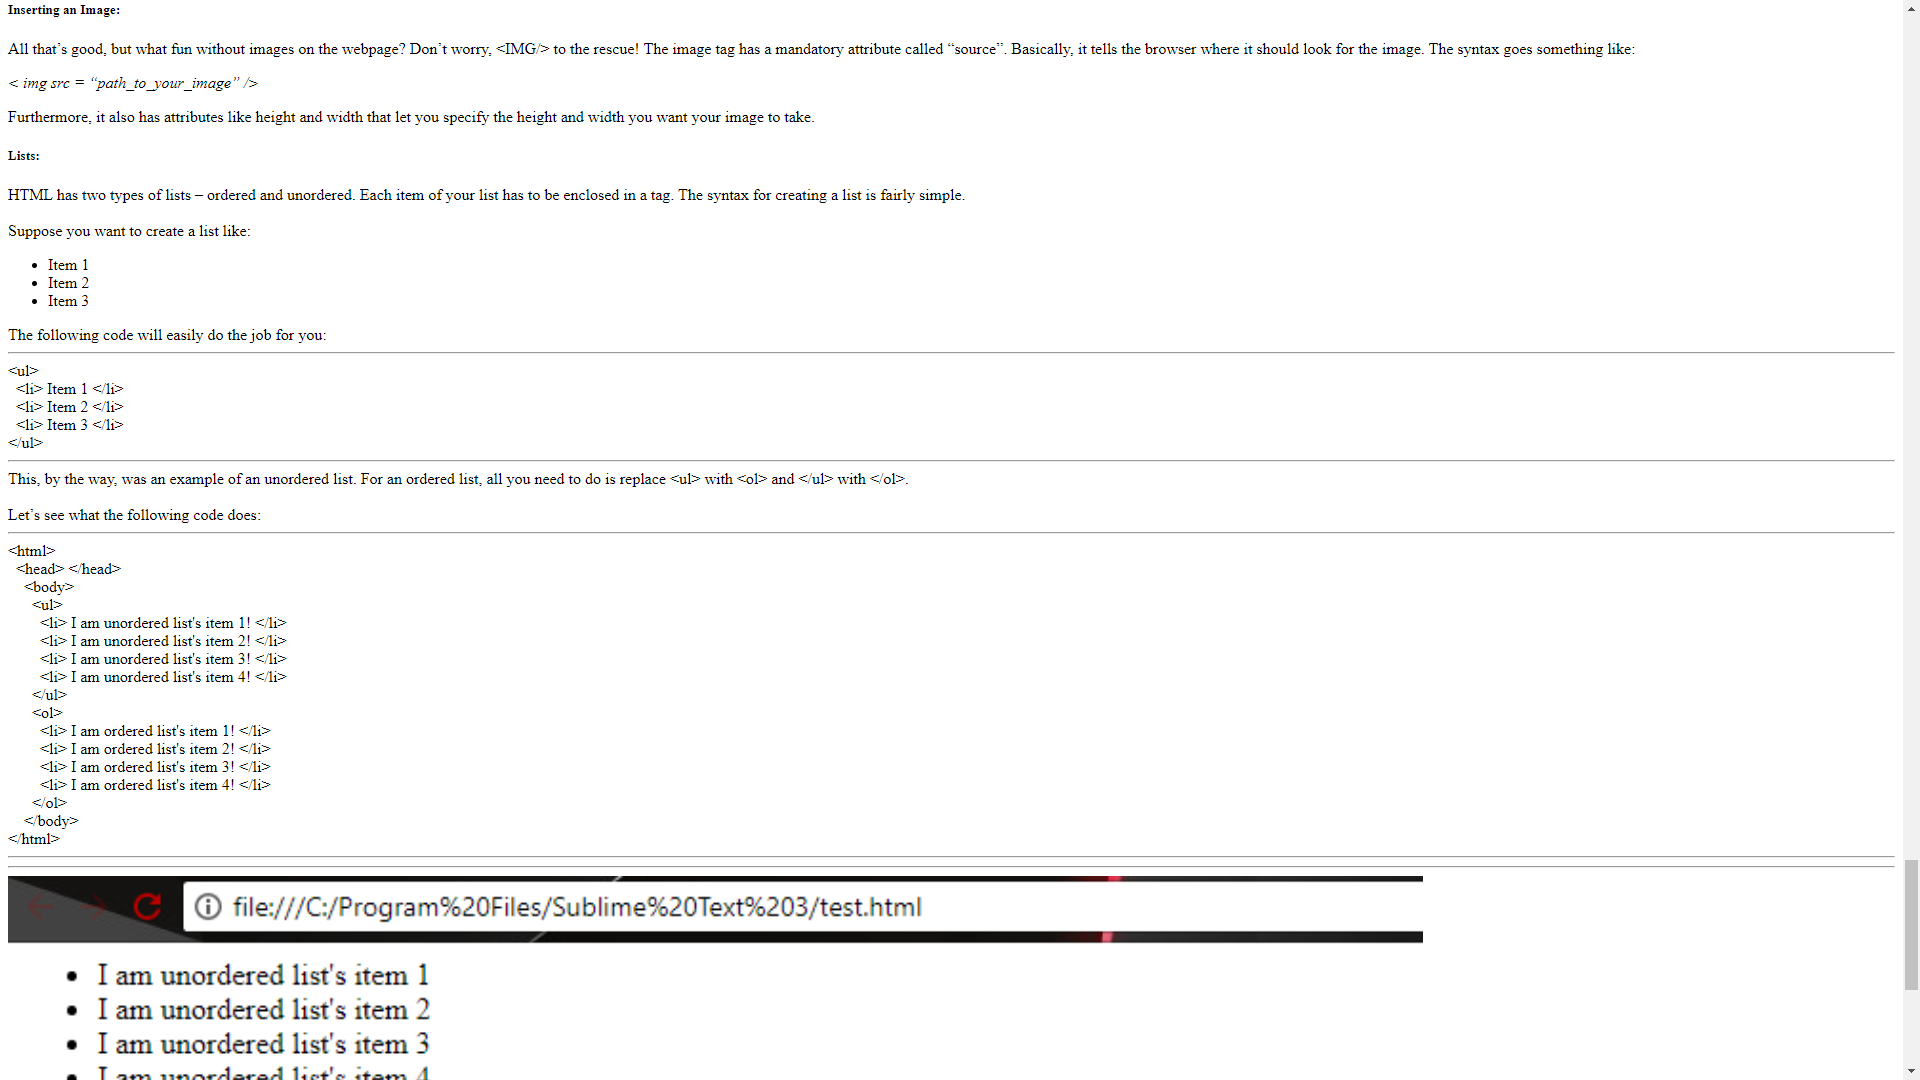 Inserting an Image:
All that’s good, but what fun without images on the webpage? Don’t worry, <IMG/> to the rescue! The image tag has a mandatory attribute called “source”. Basically, it tells the browser where it should look for the image. The syntax goes something like:
< img src = “path_to_your_image” />
Furthermore, it also has attributes like height and width that let you specify the height and width you want your image to take.
Lists:
HTML has two types of lists – ordered and unordered. Each item of your list has to be enclosed in a tag. The syntax for creating a list is fairly simple.
Suppose you want to create a list like:
• Item 1
• Item 2
• Item 3
The following code will easily do the job for you:
<ul>
<li> Item 1 </li>
<li> Item 2 </li>
<li> Item 3 </li>
</ul>
This, by the way, was an example of an unordered list. For an ordered list, all you need to do is replace <ul> with <ol> and </ul> with </ol>.
Let’s see what the following code does:
<html>
<head> </head>
<body>
<ul>
<li> I am unordered list's item 1! </li>
<li> I am unordered list's item 2! </li>
<li> I am unordered list's item 3! </li>
<li> I am unordered list's item 4! </li>
</ul>
<ol>
<li> I am ordered list's item 1! </li>
<li> I am ordered list's item 2! </li>
<li> I am ordered list's item 3! </li>
<li> I am ordered list's item 4! </li>
</ol>
</body>
</html>
file:///C:/Program%20Files/Sublime%20Text%203/test.html
• I am unordered list's item 1
• I am unordered list's item 2
• I am unordered list's item 3
• I am unordered list's item 4